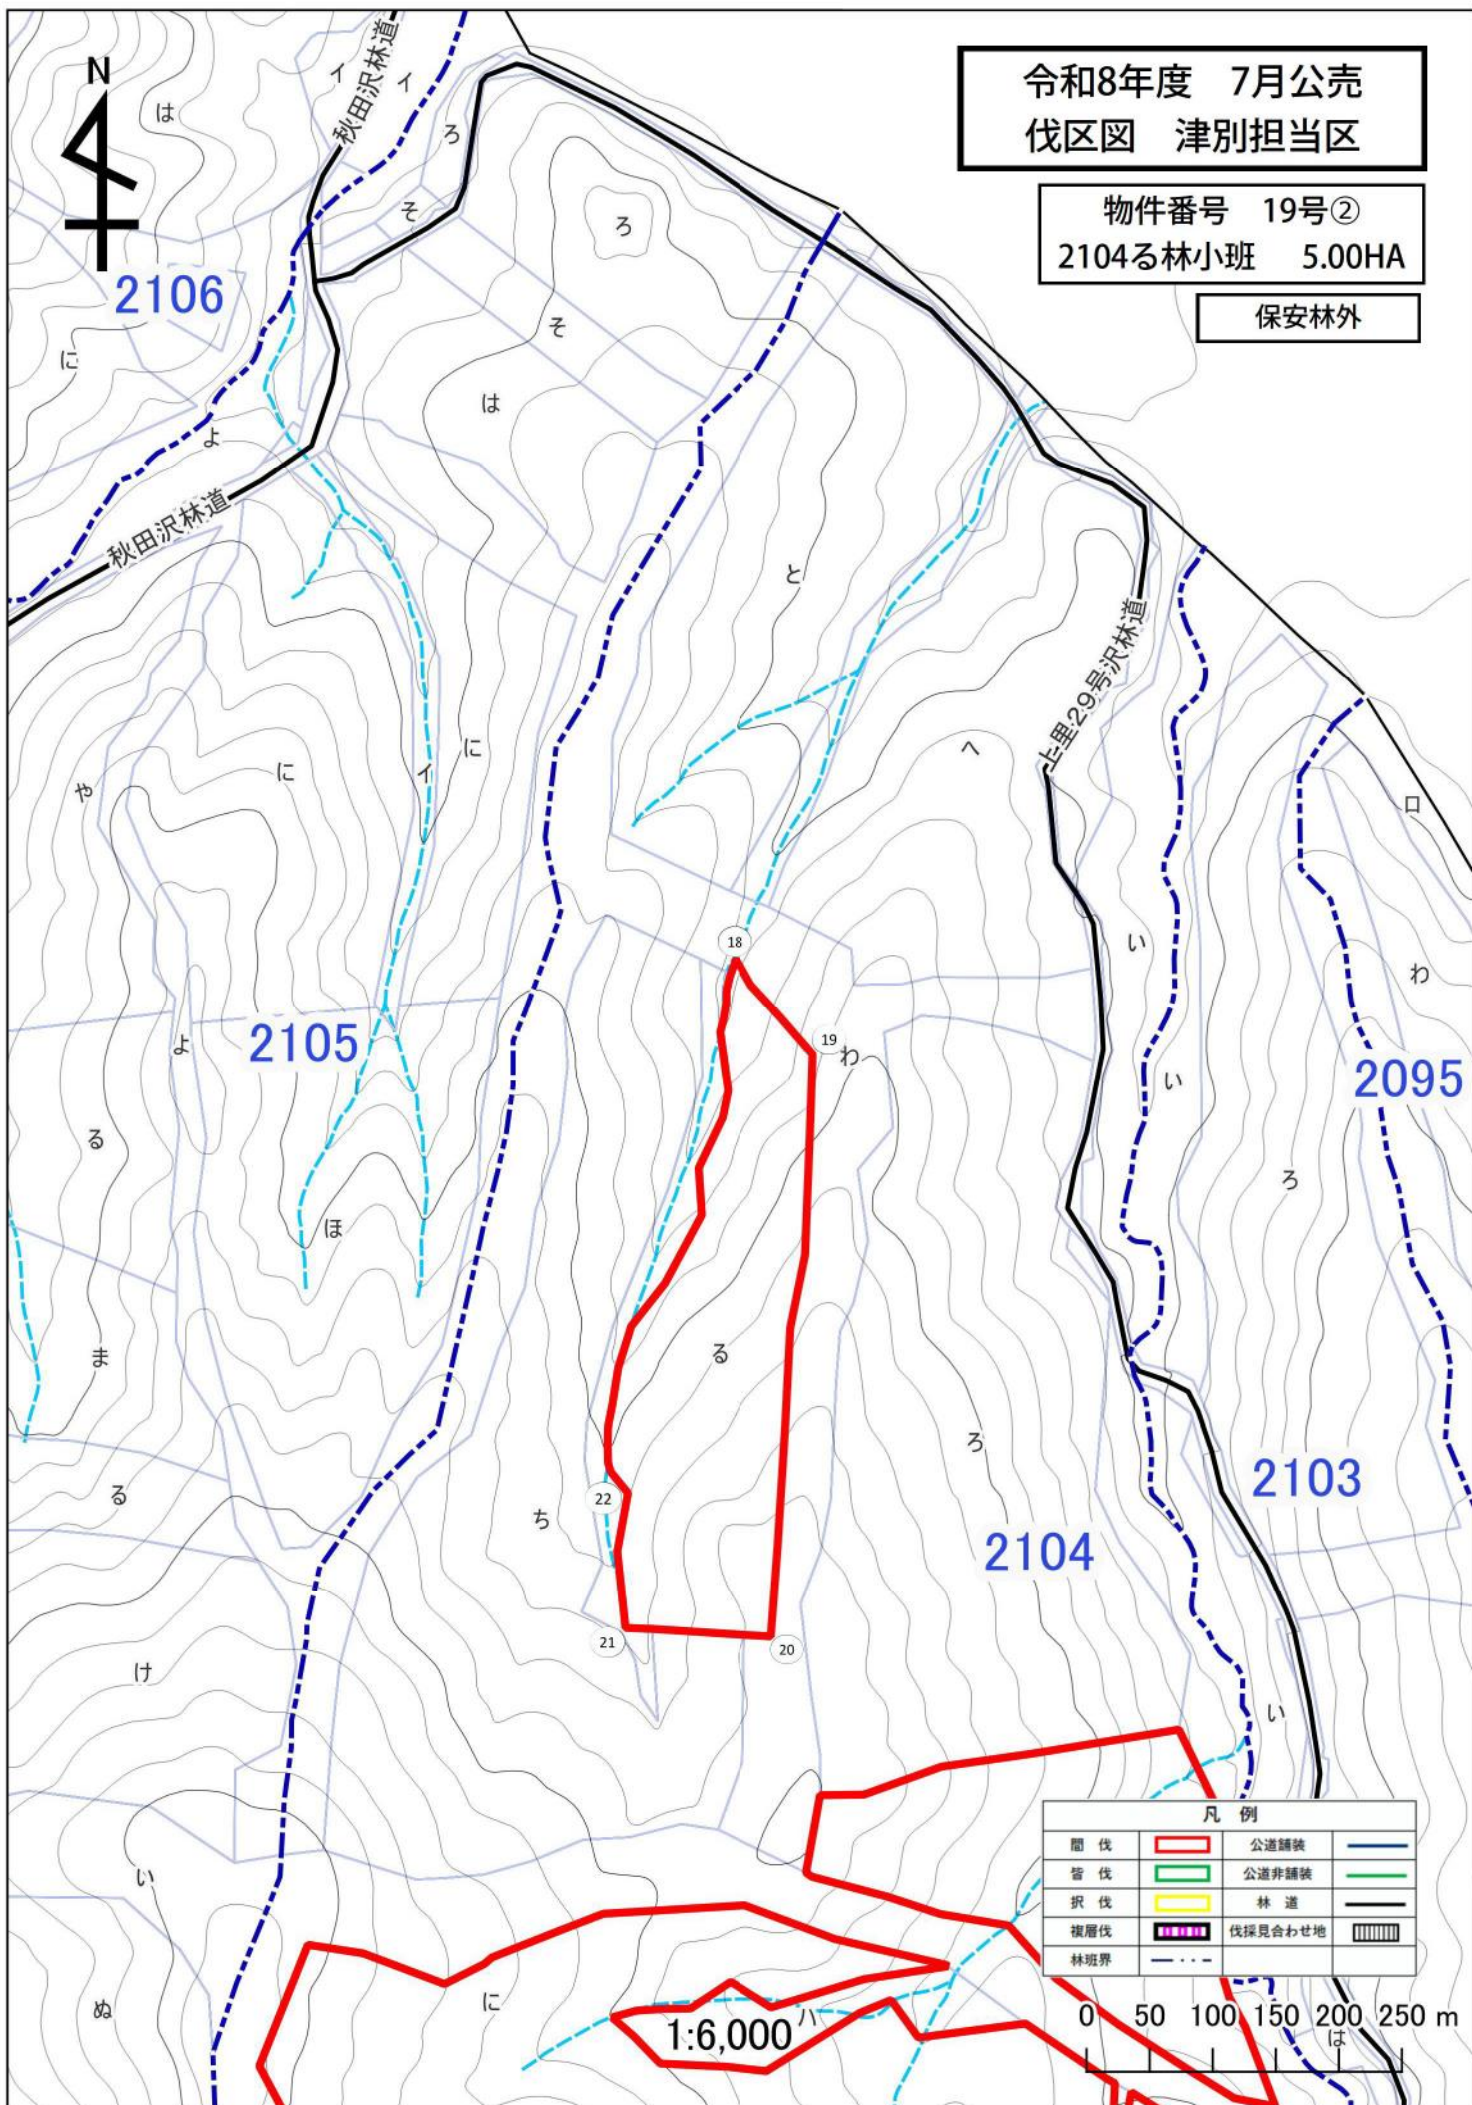 令和8年度　7月公売
伐区図　津別担当区
物件番号　19号②
2104る林小班　5.00HA
保安林外
N
秋田沢林道
イ
イ
は
ろ
そ
ろ
2106
そ
に
は
よ
秋田沢林道
と
上里29号沢林道
に
に
イ
や
へ
ロ
い
わ
18
19
わ
2105
よ
い
2095
る
ろ
ほ
る
ま
ろ
2103
る
22
ち
2104
21
20
け
い
い
ぬ
に
ハ
は
凡　例
間　伐　公道舗装
皆　伐　公道非舗装
択　伐　林　道
複層伐　伐採見合わせ地
林班界
0　50　100　150　200　250 m
1:6,000